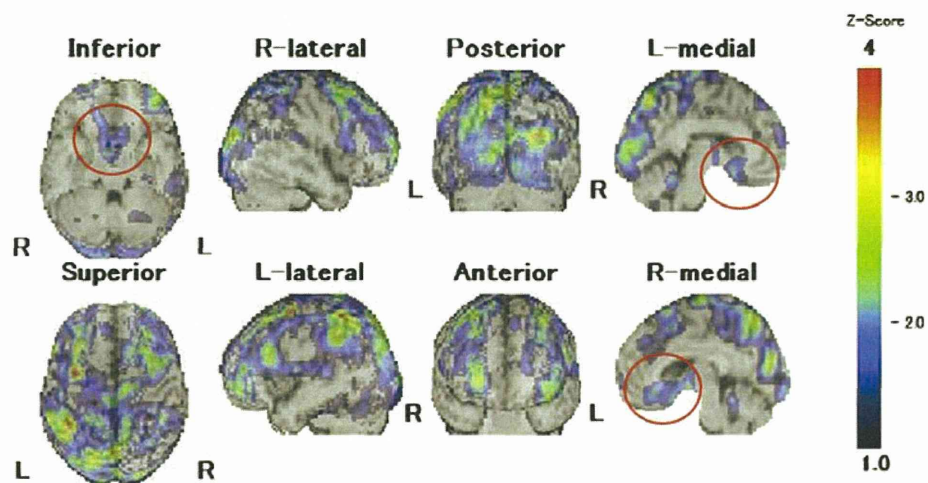 Z-Score
4
Inferior R-lateral Posterior L-medial
- 3.0
R L L R
Superior L-lateral Anterior R-medial
- 2.0
L R R L
1.0